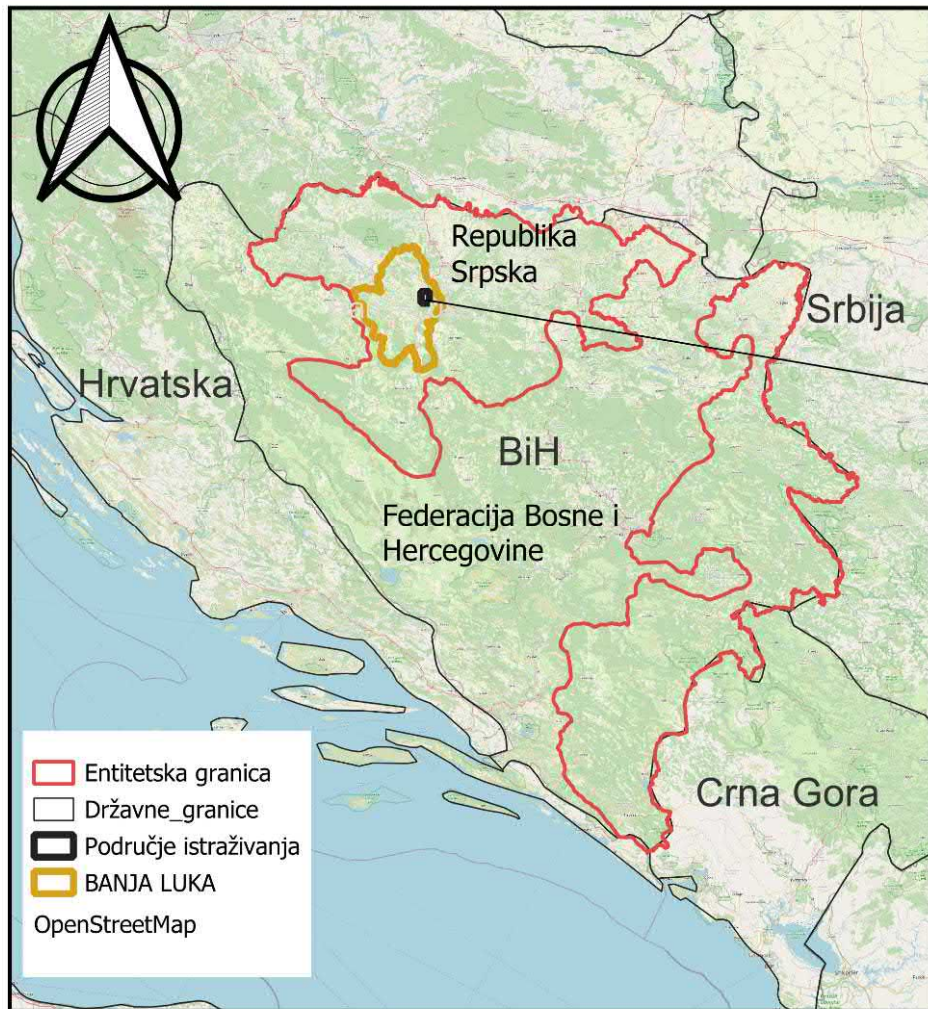 Republika
Srpska
Srbija
Hrvatska
BiH
Federacija Bosne i
Hercegovine
Crna Gora
Entitetska granica
Državne_granice
Područje istraživanja
BANJA LUKA
OpenStreetMap